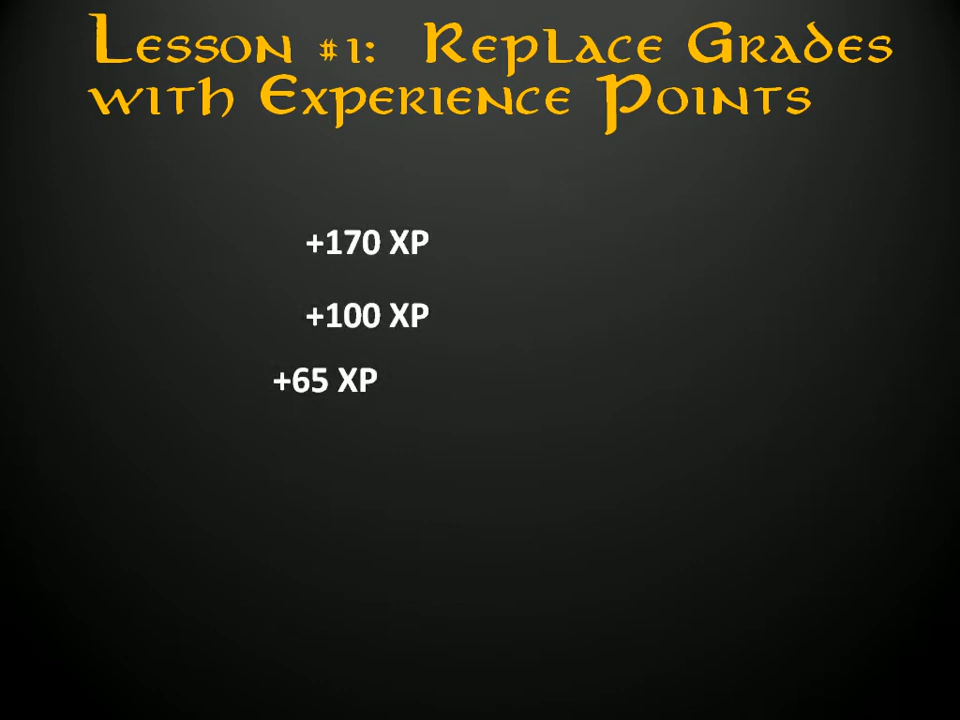 Lesson #1: Replace Grades
with Experience Points
+170 XP
+100 XP
+65 XP